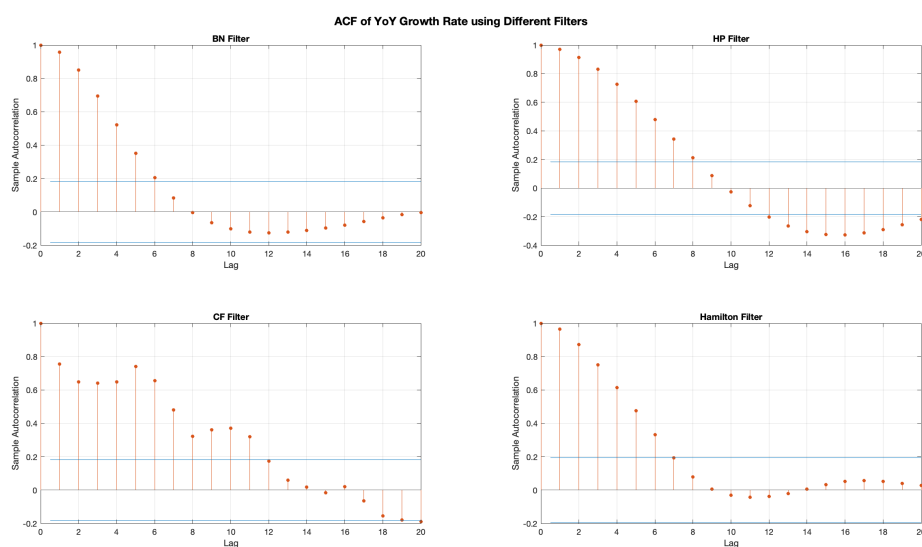 ACF of YoY Growth Rate using Different Filters
BN Filter
1
0.8
0.6
0.4
0.2
0
-0.2
Sample Autocorrelation
0 2 4 6 8 10 12 14 16 18 20
Lag
HP Filter
1
0.8
0.6
0.4
0.2
0
-0.2
-0.4
Sample Autocorrelation
0 2 4 6 8 10 12 14 16 18 20
Lag
CF Filter
1
0.8
0.6
0.4
0.2
0
-0.2
Sample Autocorrelation
0 2 4 6 8 10 12 14 16 18 20
Lag
Hamilton Filter
1
0.8
0.6
0.4
0.2
0
-0.2
Sample Autocorrelation
0 2 4 6 8 10 12 14 16 18 20
Lag